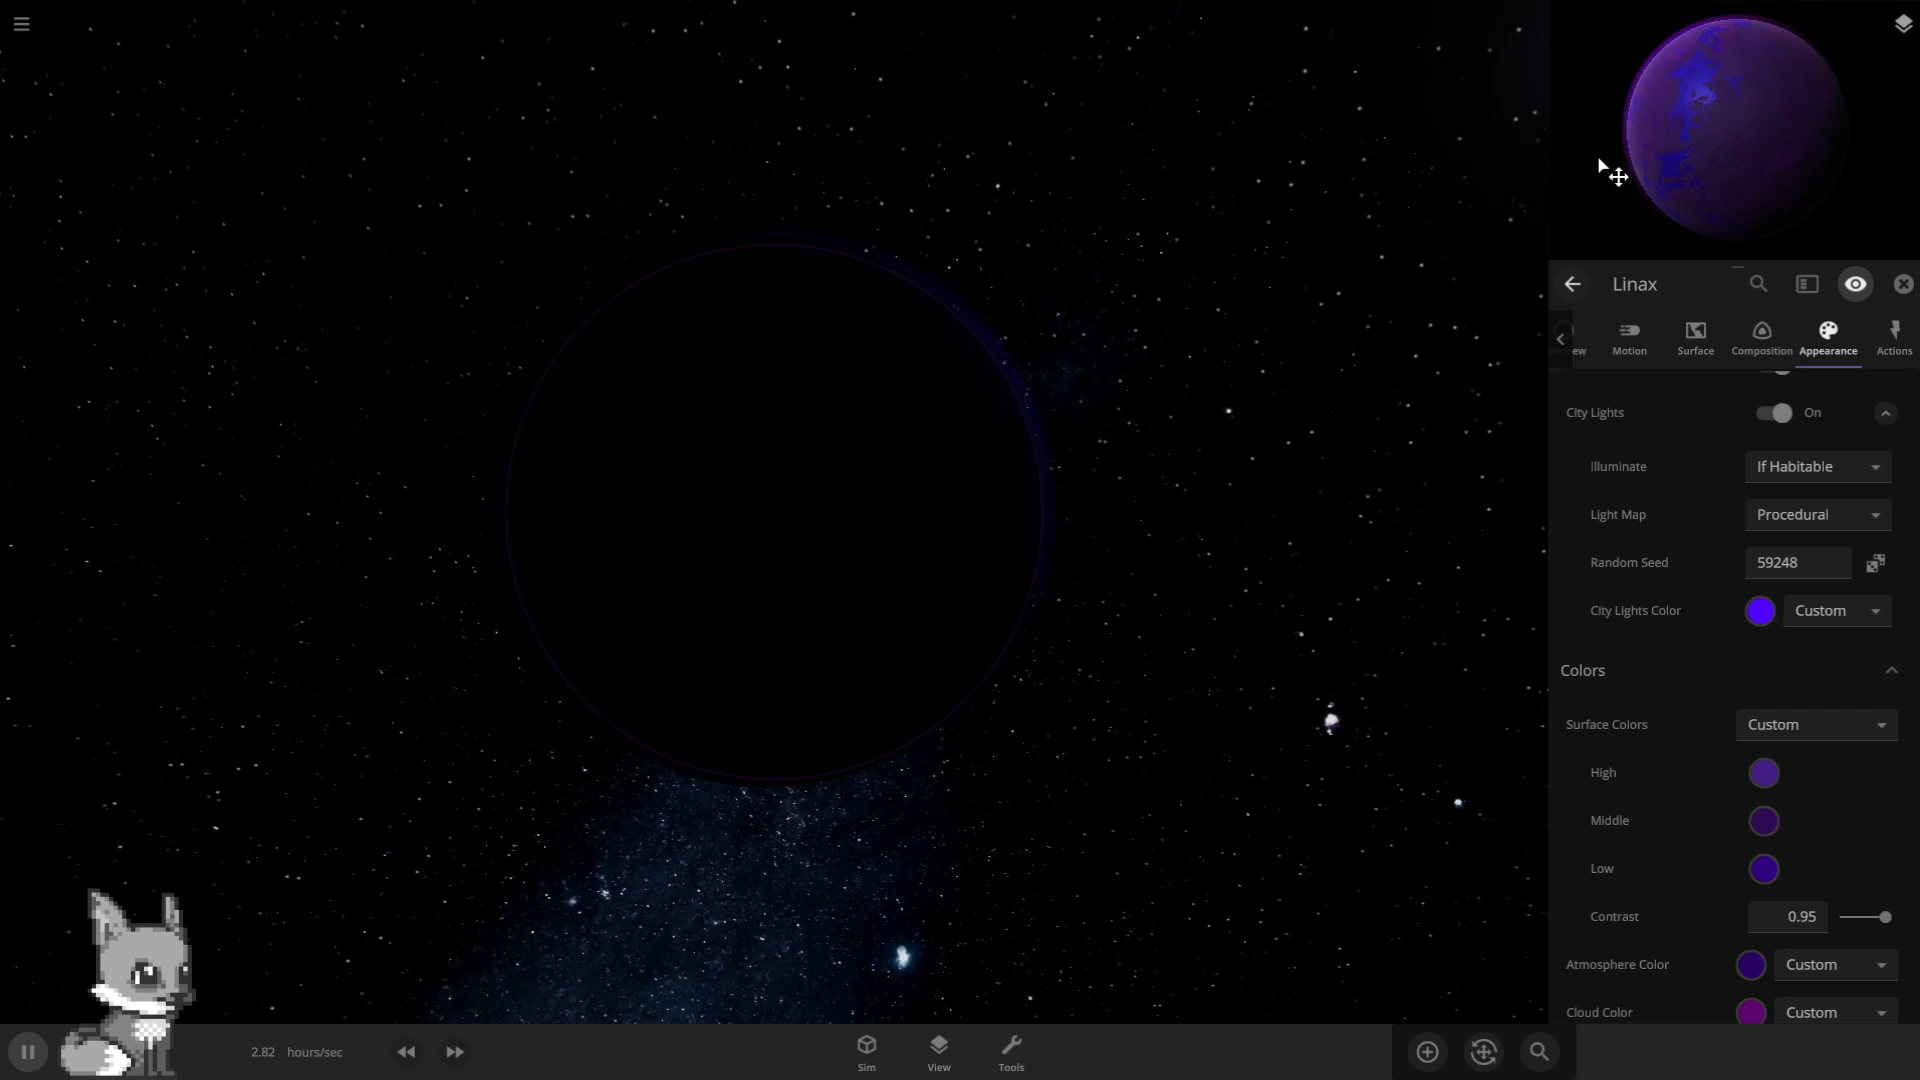 Linax
ew
Motion
Surface
Composition
Appearance
Actions
City Lights
On
Illuminate
If Habitable
Light Map
Procedural
Random Seed
59248
City Lights Color
Custom
Colors
Surface Colors
Custom
High
Middle
Low
Contrast
0.95
Atmosphere Color
Custom
Cloud Color
Custom
2.82 hours/sec
Sim
View
Tools